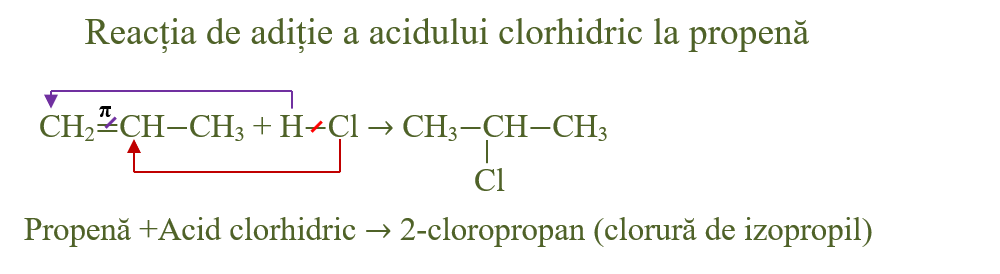 Reacția de adiție a acidului clorhidric la propenă
π
CH₂=CH−CH₃ + H−Cl → CH₃−CH−CH₃
Cl
Propenă +Acid clorhidric → 2-cloropropan (clorură de izopropil)